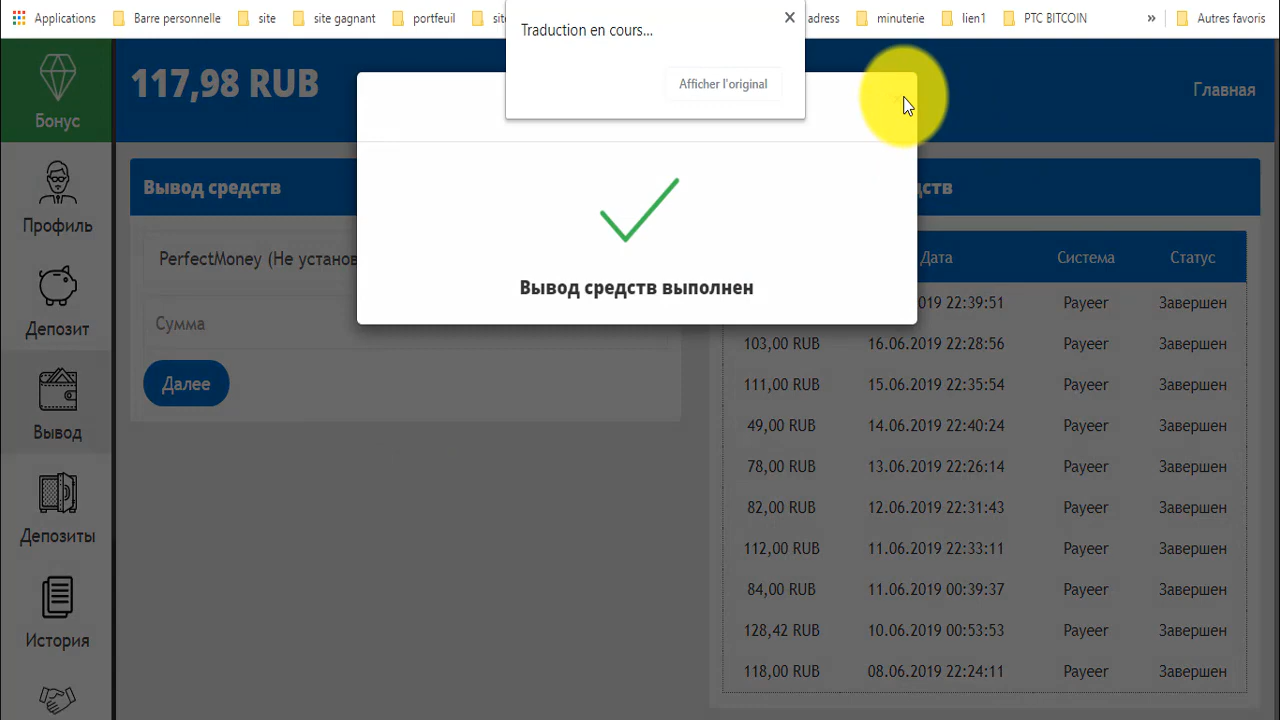 Applications
Barre personnelle
site
site gagnant
portfeuil
adress
minuterie
lien1
PTC BITCOIN
»
Autres favoris
Traduction en cours...
Afficher l'original
117,98 RUB
Главная
Бонус
Профиль
Депозит
Вывод
Депозиты
История
Вывод средств
PerfectMoney (Не установ
Сумма
Далее
Вывод средств выполнен
Дата Система Статус
22:39:51 Payeer Завершен
103,00 RUB 16.06.2019 22:28:56 Payeer Завершен
111,00 RUB 15.06.2019 22:35:54 Payeer Завершен
49,00 RUB 14.06.2019 22:40:24 Payeer Завершен
78,00 RUB 13.06.2019 22:26:14 Payeer Завершен
82,00 RUB 12.06.2019 22:31:43 Payeer Завершен
112,00 RUB 11.06.2019 22:33:11 Payeer Завершен
84,00 RUB 11.06.2019 00:39:37 Payeer Завершен
128,42 RUB 10.06.2019 00:53:53 Payeer Завершен
118,00 RUB 08.06.2019 22:24:11 Payeer Завершен